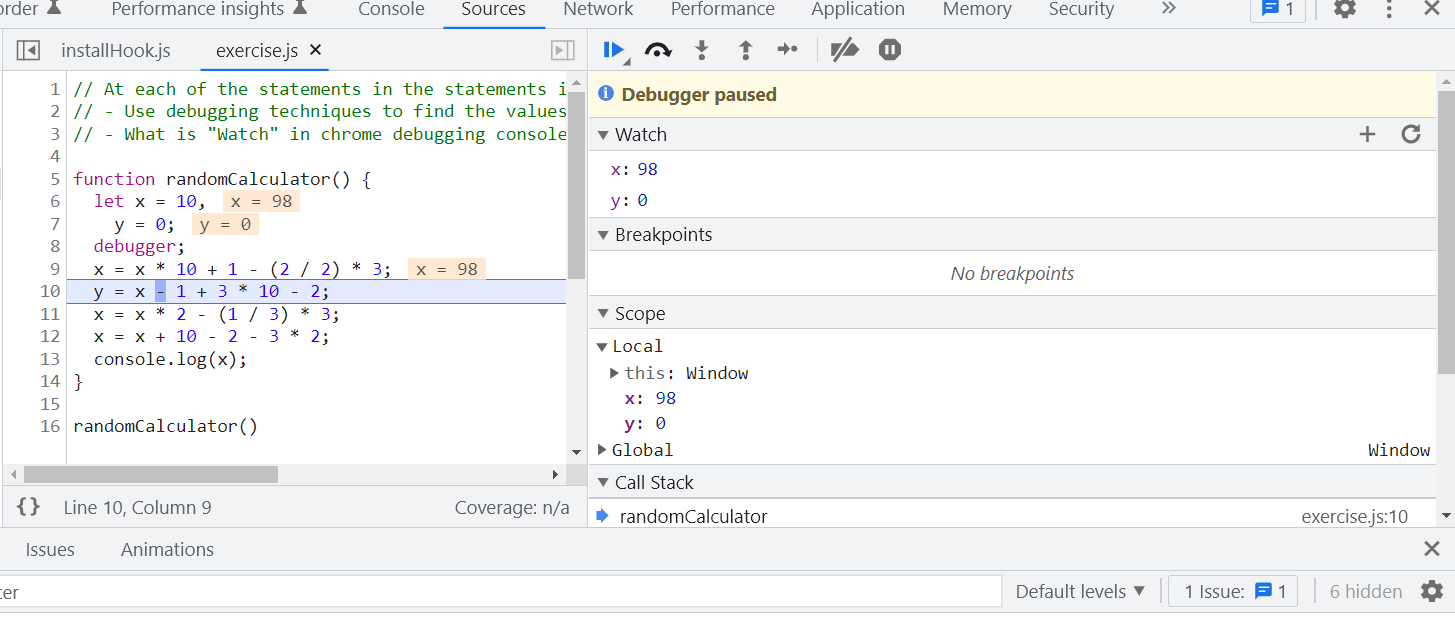 order Performance insights Console Sources Network Performance Application Memory Security >> 1
installHook.js exercise.js ×
1 // At each of the statements in the statements i
2 // - Use debugging techniques to find the values
3 // - What is "Watch" in chrome debugging console
4
5 function randomCalculator() {
6 let x = 10, x = 98
7 y = 0; y = 0
8 debugger;
9 x = x * 10 + 1 - (2 / 2) * 3; x = 98
10 y = x - 1 + 3 * 10 - 2;
11 x = x * 2 - (1 / 3) * 3;
12 x = x + 10 - 2 - 3 * 2;
13 console.log(x);
14 }
15
16 randomCalculator()
{} Line 10, Column 9 Coverage: n/a
Debugger paused
Watch
x: 98
y: 0
Breakpoints
No breakpoints
Scope
Local
this: Window
x: 98
y: 0
Global Window
Call Stack
randomCalculator exercise.js:10
Issues Animations
ter Default levels 1 Issue: 1 6 hidden